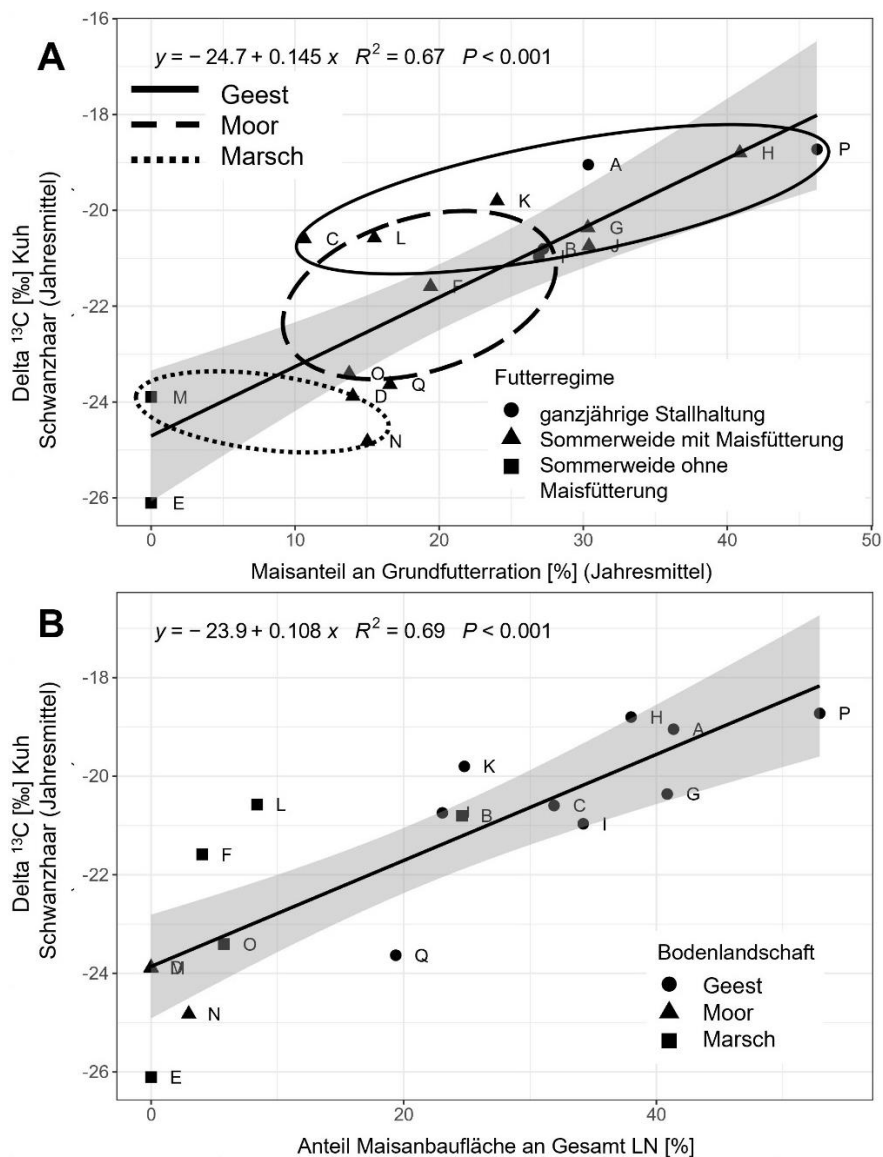 A
y = − 24.7 + 0.145 x R² = 0.67 P < 0.001
Geest
Moor
Marsch
-16
-18
-20
-22
-24
-26
Delta ¹³C [‰] Kuh
Schwanzhaar (Jahresmittel)
P
H
A
K
G
C
L
B
J
I
F
O
Q
M
D
N
E
Futterregime
ganzjährige Stallhaltung
Sommerweide mit Maisfütterung
Sommerweide ohne
Maisfütterung
0 10 20 30 40 50
Maisanteil an Grundfutterration [%] (Jahresmittel)
B
y = − 23.9 + 0.108 x R² = 0.69 P < 0.001
-18
-20
-22
-24
-26
Delta ¹³C [‰] Kuh
Schwanzhaar (Jahresmittel)
P
H
A
K
G
L
J
B
C
I
F
O
Q
M
N
E
Bodenlandschaft
Geest
Moor
Marsch
0 20 40
Anteil Maisanbaufläche an Gesamt LN [%]